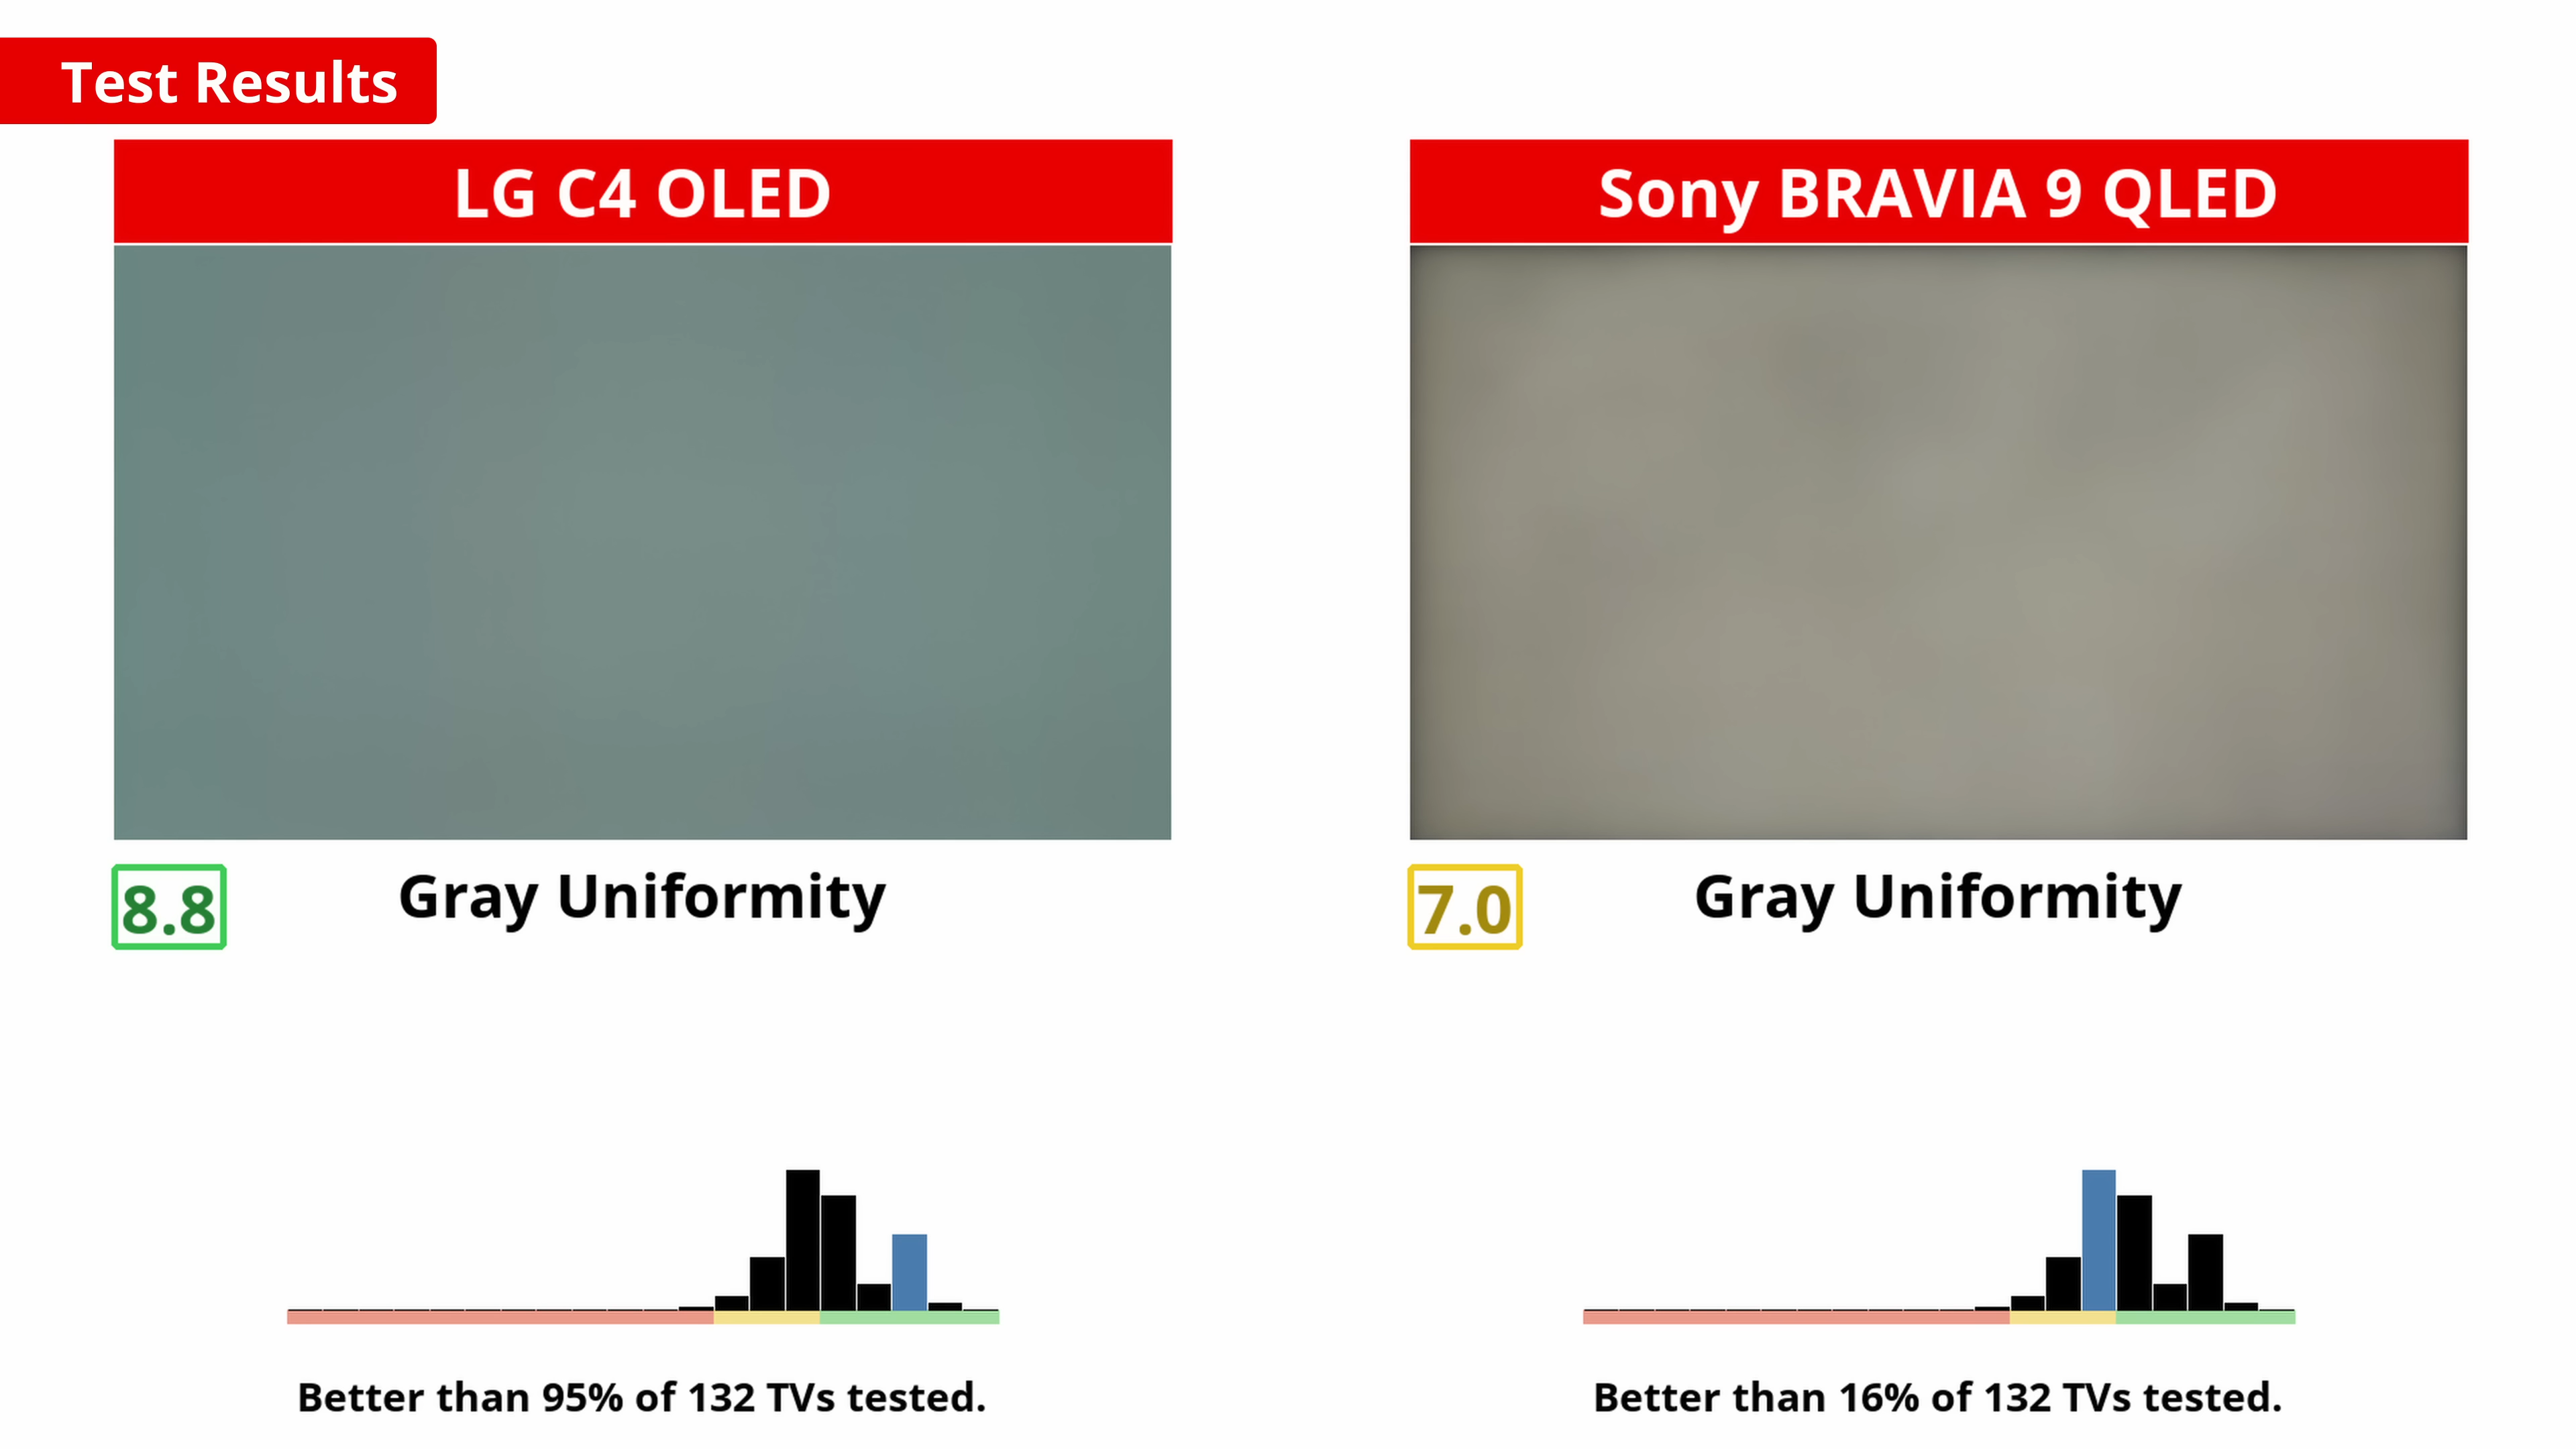 Test Results
LG C4 OLED
Sony BRAVIA 9 QLED
8.8
Gray Uniformity
7.0
Gray Uniformity
Better than 95% of 132 TVs tested.
Better than 16% of 132 TVs tested.